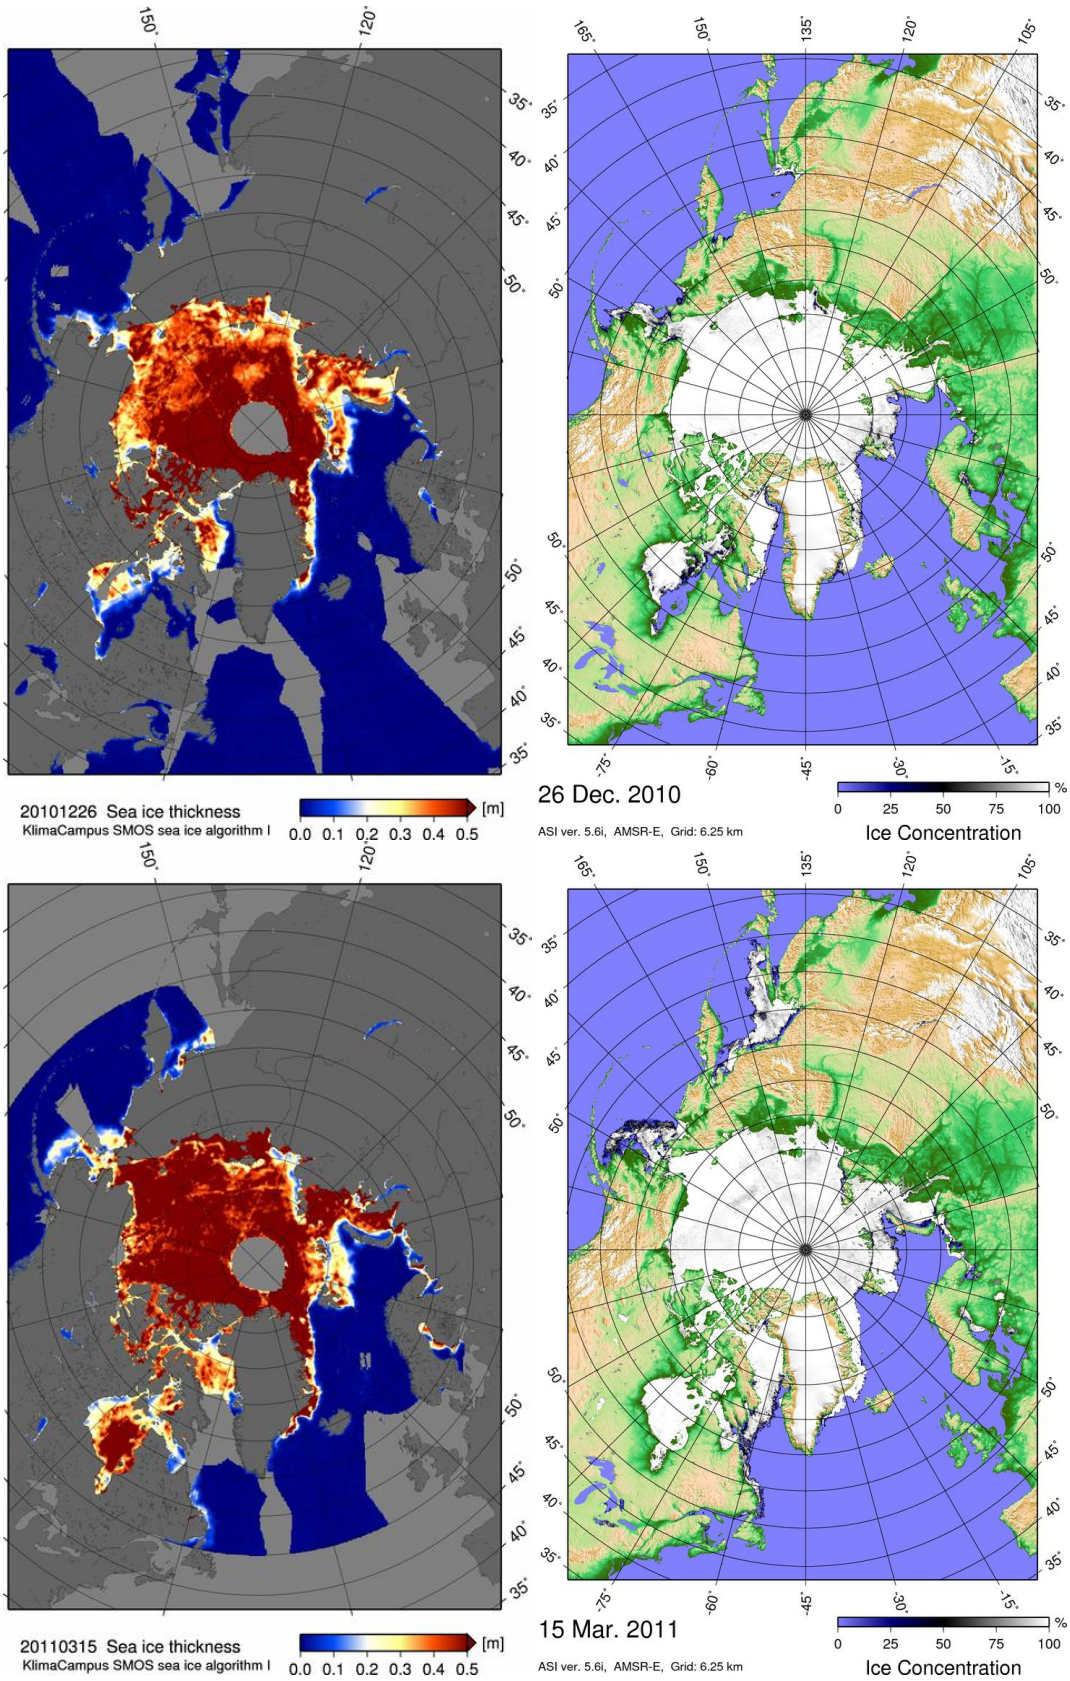 150° 120°
165° 150° 135° 120° 105°
35°
40°
45°
50°
50°
45°
40°
35°
35°
40°
45°
50°
50°
45°
40°
35°
35°
40°
45°
50°
50°
45°
40°
35°
-75° -60° -45° -30° -15°
20101226 Sea ice thickness
KlimaCampus SMOS sea ice algorithm I
[m]
0.0 0.1 0.2 0.3 0.4 0.5
26 Dec. 2010
ASI ver. 5.6i, AMSR-E, Grid: 6.25 km
%
0 25 50 75 100
Ice Concentration
150° 120°
165° 150° 135° 120° 105°
35°
40°
45°
50°
50°
45°
40°
35°
35°
40°
45°
50°
50°
45°
40°
35°
35°
40°
45°
50°
50°
45°
40°
35°
-75° -60° -45° -30° -15°
20110315 Sea ice thickness
KlimaCampus SMOS sea ice algorithm I
[m]
0.0 0.1 0.2 0.3 0.4 0.5
15 Mar. 2011
ASI ver. 5.6i, AMSR-E, Grid: 6.25 km
%
0 25 50 75 100
Ice Concentration